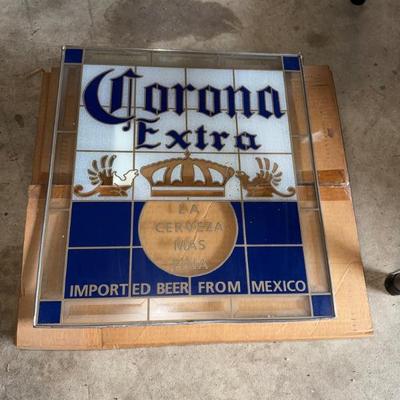 Corona
Extra
LA
CERVEZA
MAS
FINA
IMPORTED BEER FROM MEXICO